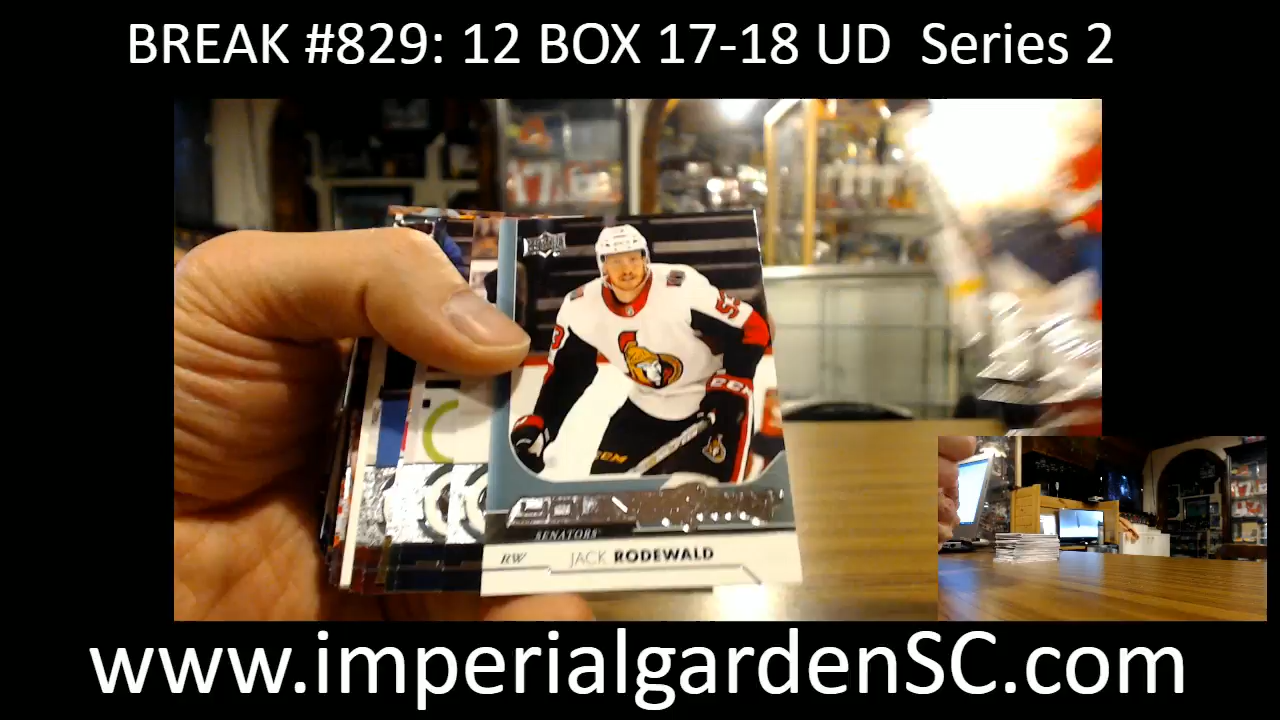 BREAK #829: 12 BOX 17-18 UD Series 2
SENATORS
RW JACK RODEWALD
www.imperialgardenSC.com